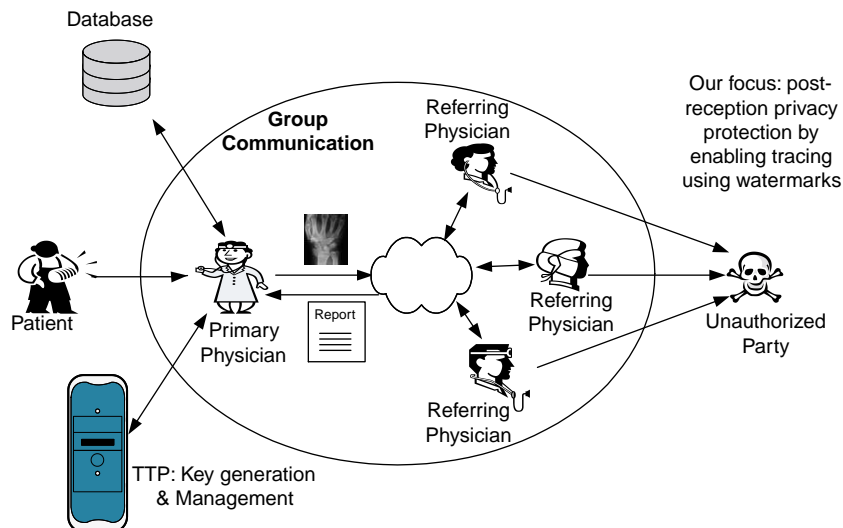 Database
Group
Communication
Referring
Physician
Our focus: post-
reception privacy
protection by
enabling tracing
using watermarks
Patient
Primary
Physician
Report
Referring
Physician
Unauthorized
Party
Referring
Physician
TTP: Key generation
& Management